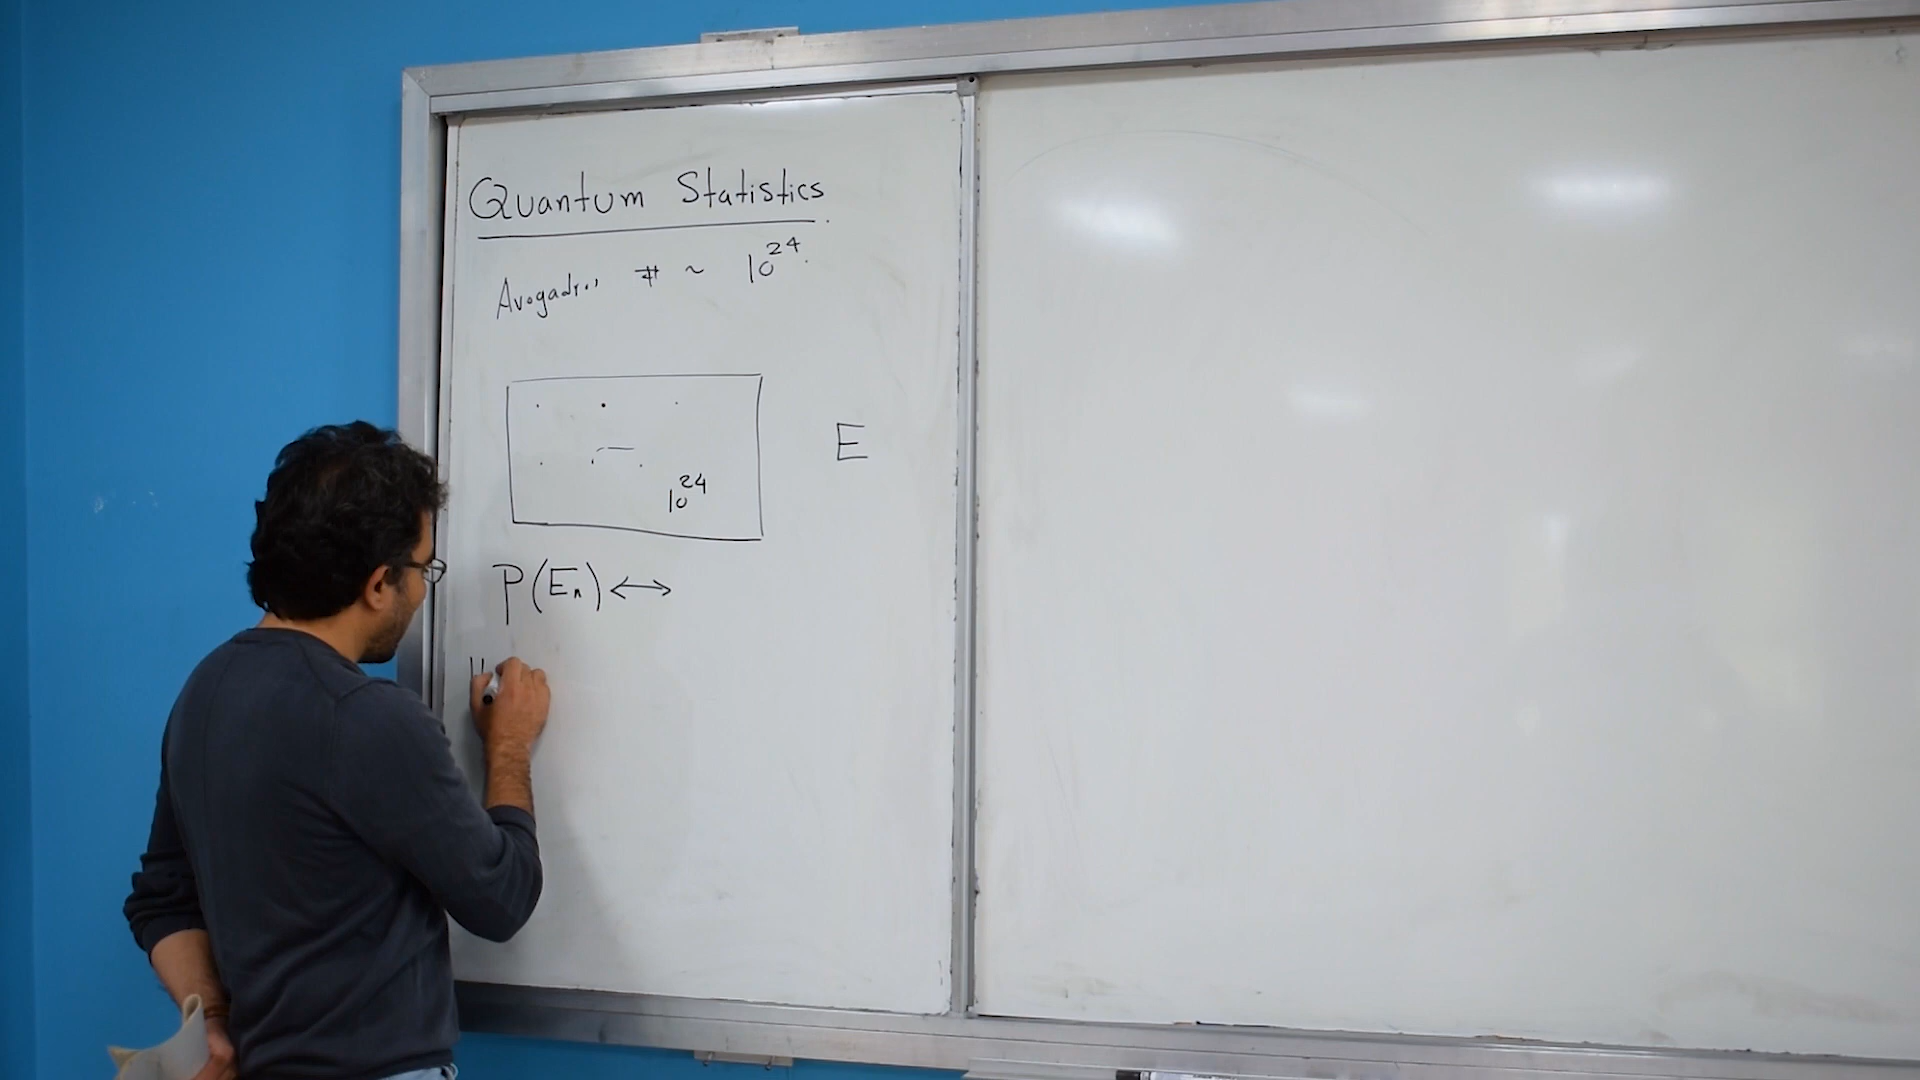 Quantum Statistics
Avogadro's # ~ 10^24
E
10^24
P(En) ↔